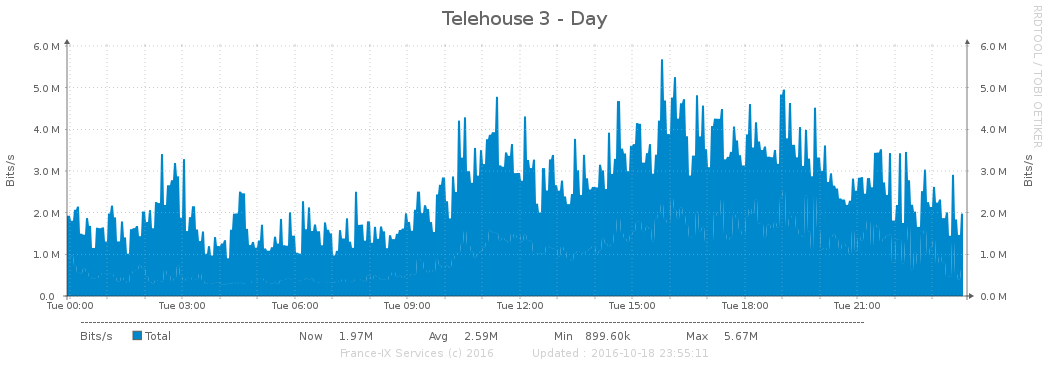 Telehouse 3 - Day
RRDTOOL / TOBI OETIKER
Bits/s
6.0 M 6.0 M
5.0 M 5.0 M
4.0 M 4.0 M
3.0 M 3.0 M
2.0 M 2.0 M
1.0 M 1.0 M
0.0 0.0 M
Bits/s
Tue 00:00 Tue 03:00 Tue 06:00 Tue 09:00 Tue 12:00 Tue 15:00 Tue 18:00 Tue 21:00
Bits/s Total Now 1.97M Avg 2.59M Min 899.60k Max 5.67M
France-IX Services (c) 2016 Updated : 2016-10-18 23:55:11